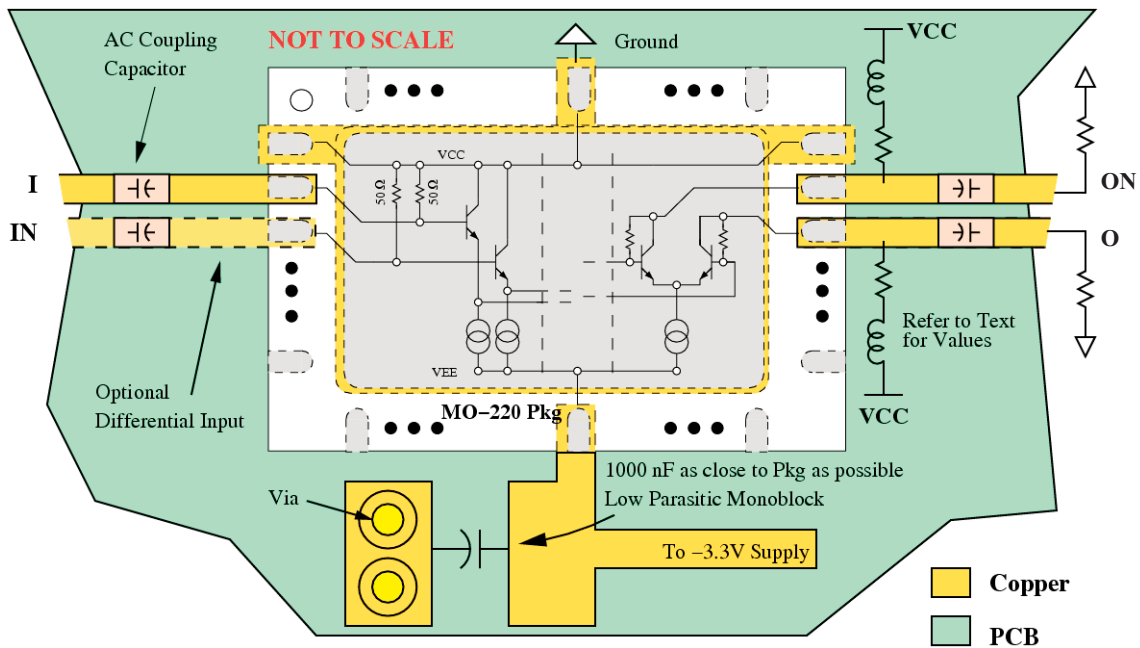 AC Coupling
Capacitor
NOT TO SCALE
Ground
VCC
I
IN
VCC
50 Ω
50 Ω
ON
O
Optional
Differential Input
VEE
MO−220 Pkg
Refer to Text
for Values
VCC
Via
1000 nF as close to Pkg as possible
Low Parasitic Monoblock
To −3.3V Supply
Copper
PCB